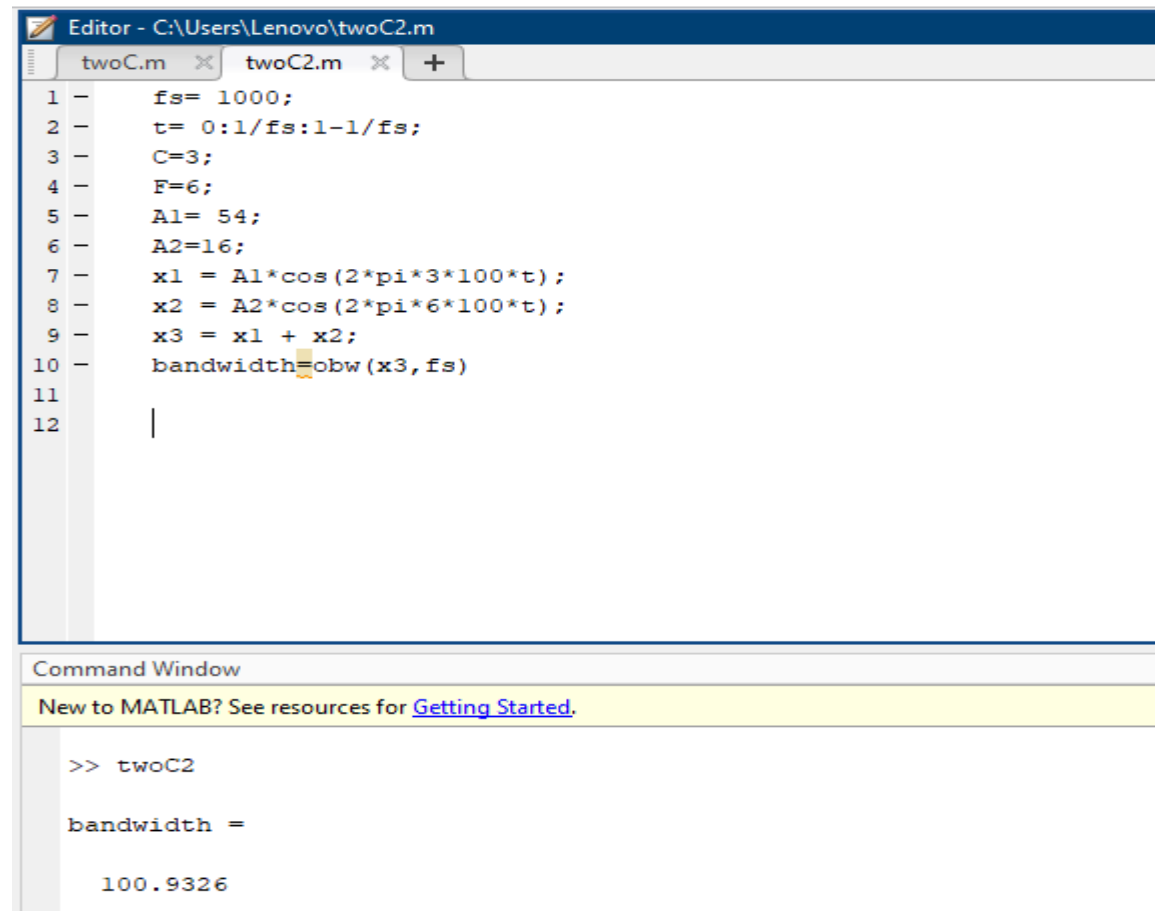 Editor - C:\Users\Lenovo\twoC2.m
twoC.m × twoC2.m × +
1 - fs= 1000;
2 - t= 0:1/fs:1-1/fs;
3 - C=3;
4 - F=6;
5 - A1= 54;
6 - A2=16;
7 - x1 = A1*cos(2*pi*3*100*t);
8 - x2 = A2*cos(2*pi*6*100*t);
9 - x3 = x1 + x2;
10 - bandwidth=obw(x3,fs)
11
12
Command Window
New to MATLAB? See resources for Getting Started.
>> twoC2
bandwidth =
100.9326